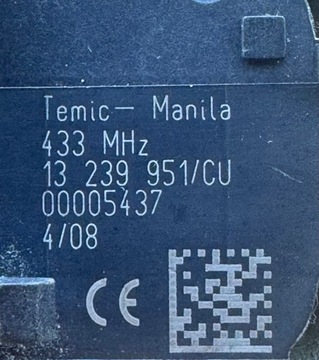 Temic- Manila
433 MHz
13 239 951/CU
00005437
4/08
CE